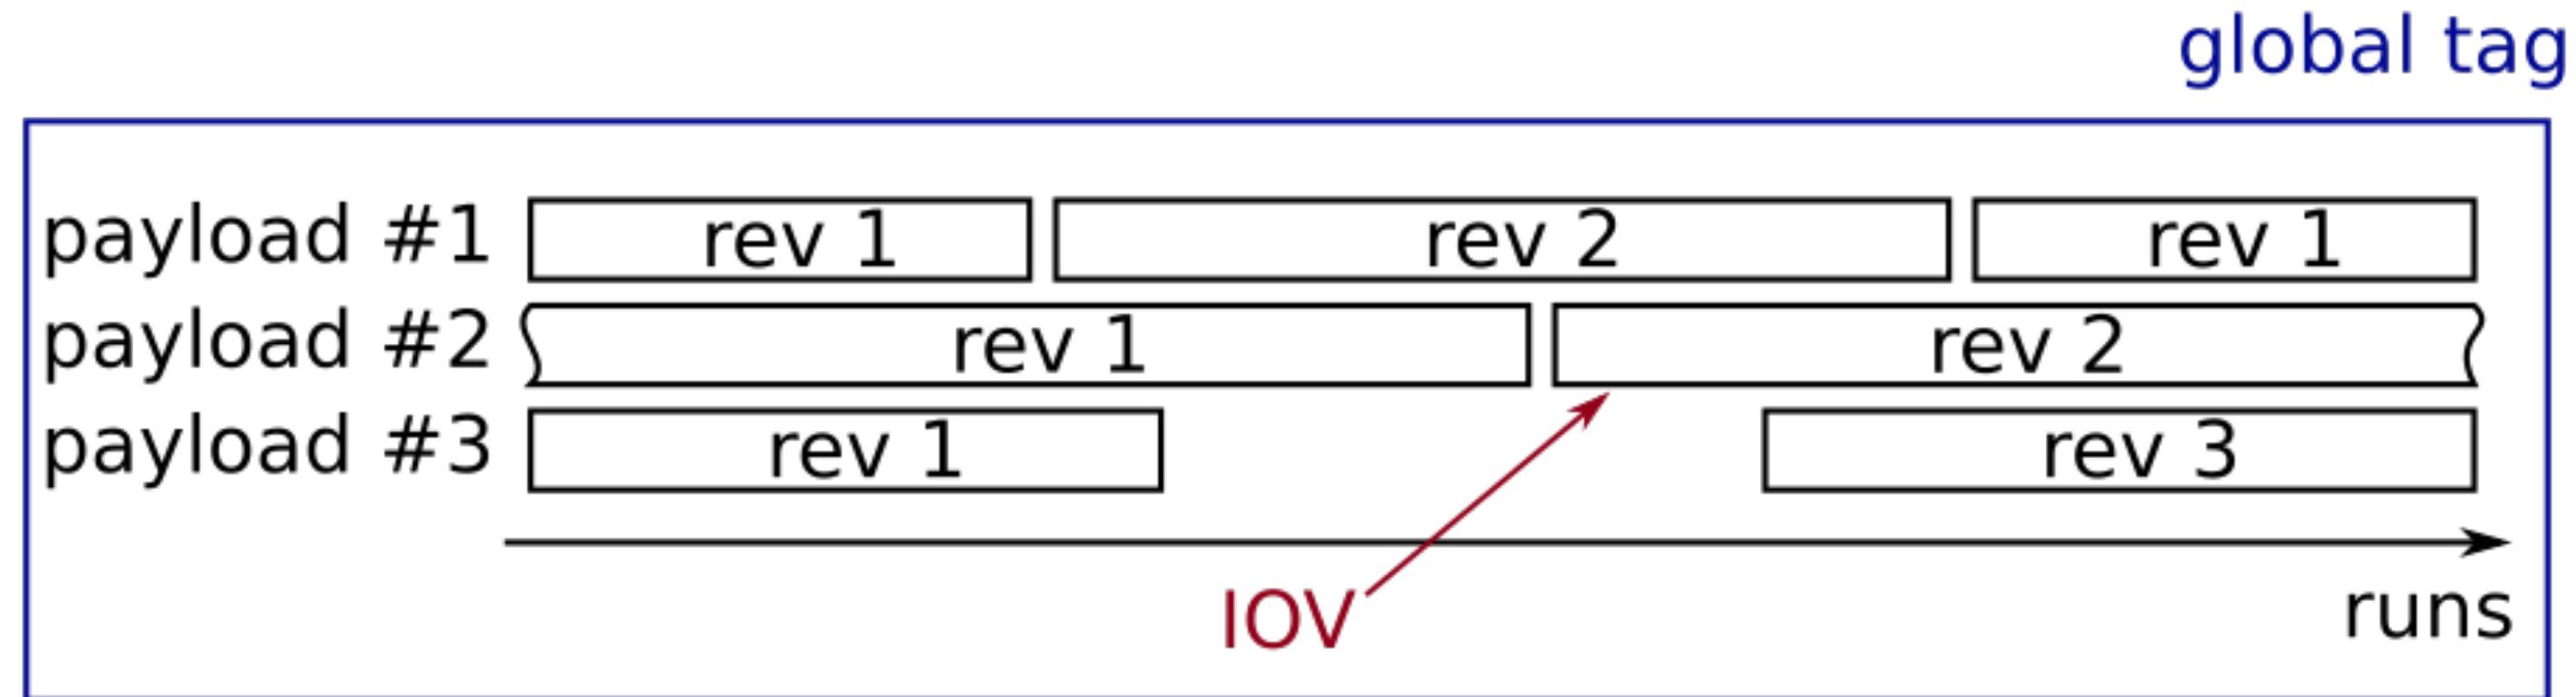 global tag
payload #1 rev 1 rev 2 rev 1
payload #2 rev 1 rev 2
payload #3 rev 1 rev 3
IOV
runs